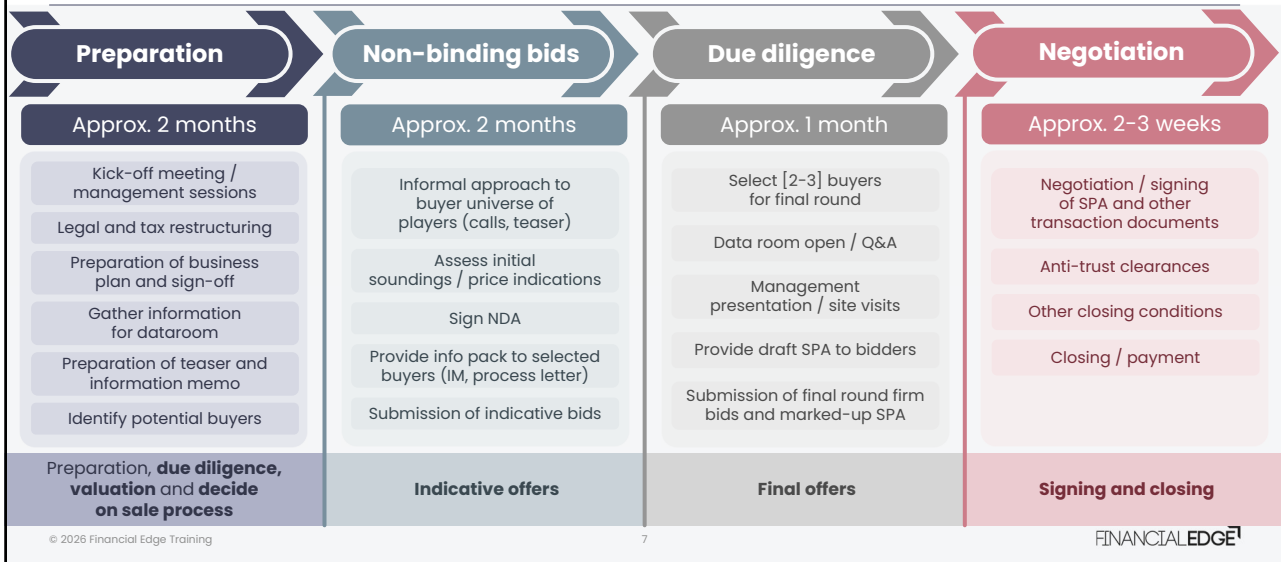 Preparation
Approx. 2 months
Kick-off meeting /
management sessions
Legal and tax restructuring
Preparation of business
plan and sign-off
Gather information
for dataroom
Preparation of teaser and
information memo
Identify potential buyers
Preparation, due diligence,
valuation and decide
on sale process
Non-binding bids
Approx. 2 months
Informal approach to
buyer universe of
players (calls, teaser)
Assess initial
soundings / price indications
Sign NDA
Provide info pack to selected
buyers (IM, process letter)
Submission of indicative bids
Indicative offers
Due diligence
Approx. 1 month
Select [2-3] buyers
for final round
Data room open / Q&A
Management
presentation / site visits
Provide draft SPA to bidders
Submission of final round firm
bids and marked-up SPA
Final offers
Negotiation
Approx. 2-3 weeks
Negotiation / signing
of SPA and other
transaction documents
Anti-trust clearances
Other closing conditions
Closing / payment
Signing and closing
© 2026 Financial Edge Training
7
FINANCIALEDGE